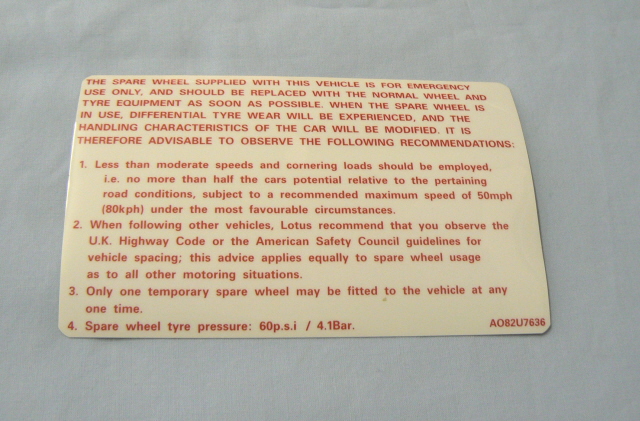 THE SPARE WHEEL SUPPLIED WITH THIS VEHICLE IS FOR EMERGENCY
USE ONLY, AND SHOULD BE REPLACED WITH THE NORMAL WHEEL AND
TYRE EQUIPMENT AS SOON AS POSSIBLE. WHEN THE SPARE WHEEL IS
IN USE, DIFFERENTIAL TYRE WEAR WILL BE EXPERIENCED, AND THE
HANDLING CHARACTERISTICS OF THE CAR WILL BE MODIFIED. IT IS
THEREFORE ADVISABLE TO OBSERVE THE FOLLOWING RECOMMENDATIONS:
1. Less than moderate speeds and cornering loads should be employed,
i.e. no more than half the cars potential relative to the pertaining
road conditions, subject to a recommended maximum speed of 50mph
(80kph) under the most favourable circumstances.
2. When following other vehicles, Lotus recommend that you observe the
U.K. Highway Code or the American Safety Council guidelines for
vehicle spacing; this advice applies equally to spare wheel usage
as to all other motoring situations.
3. Only one temporary spare wheel may be fitted to the vehicle at any
one time.
4. Spare wheel tyre pressure: 60p.s.i / 4.1Bar.
AO82U7636